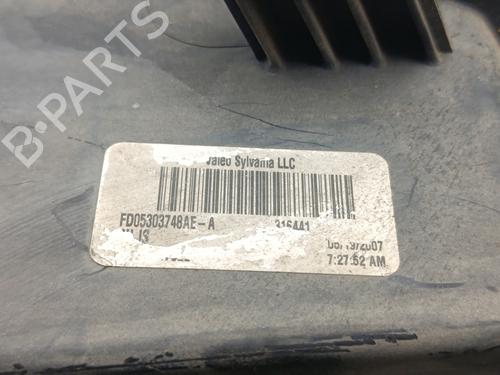 B-PARTS
Valeo Sylvania LLC
FD05303748AE-A 316441
7:27:52 AM